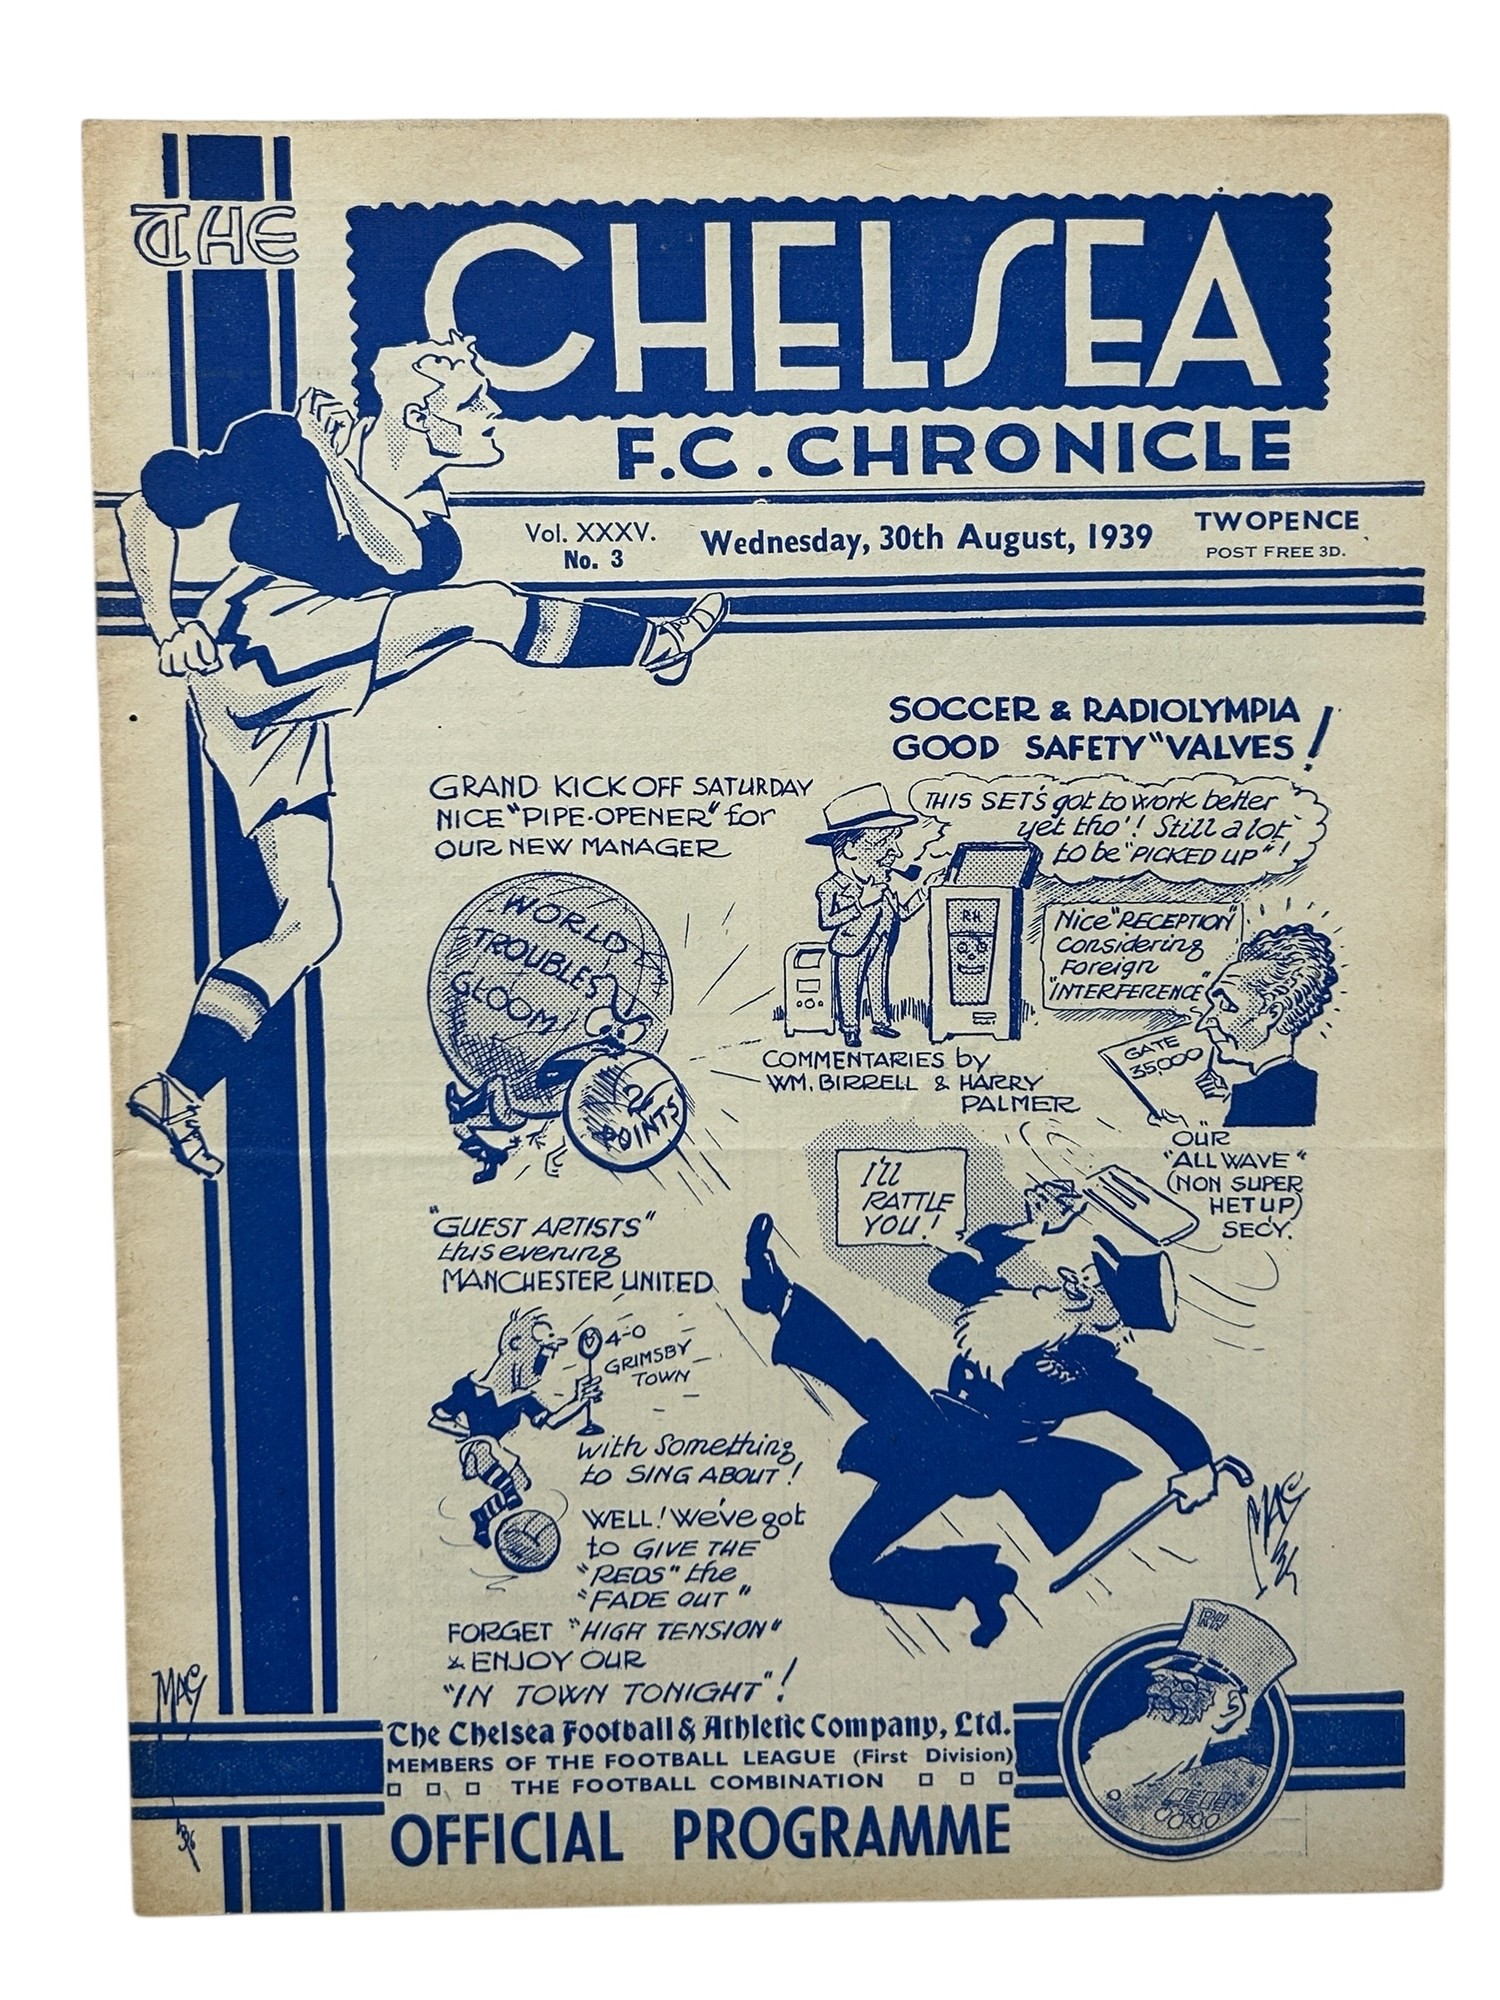 THE
CHELSEA
F.C. CHRONICLE
Vol. XXXV.
No. 3
Wednesday, 30th August, 1939
TWOPENCE
POST FREE 3D.
SOCCER & RADIOLYMPIA
GOOD SAFETY "VALVES!
GRAND KICK OFF SATURDAY
NICE "PIPE-OPENER" for
OUR NEW MANAGER
WORLD
TROUBLES
GLOOM!
2
POINTS
THIS SET'S got to work better
yet tho'! Still a lot
to be "PICKED UP"!
R.H.
Nice "RECEPTION"
considering
Foreign
"INTERFERENCE"
GATE
35,000
COMMENTARIES by
WM. BIRRELL & HARRY
PALMER
OUR
"ALL WAVE"
(NON SUPER
HET UP)
SECY.
I'll
RATTLE
YOU!
"GUEST ARTISTS"
this evening
MANCHESTER UNITED
4-0
GRIMSBY
TOWN
with something
to SING ABOUT!
WELL! We've got
to GIVE THE
"REDS" the
"FADE OUT"
FORGET "HIGH TENSION"
& ENJOY OUR
"IN TOWN TONIGHT"!
MAC
MAC
The Chelsea Football & Athletic Company, Ltd.
MEMBERS OF THE FOOTBALL LEAGUE (First Division)
THE FOOTBALL COMBINATION
OFFICIAL PROGRAMME